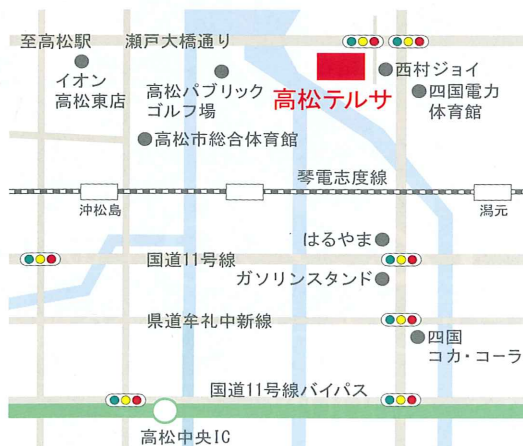 至高松駅
瀬戸大橋通り
イオン
高松東店
高松パブリック
ゴルフ場
高松テルサ
西村ジョイ
四国電力
体育館
高松市総合体育館
琴電志度線
沖松島
潟元
はるやま
国道11号線
ガソリンスタンド
県道牟礼中新線
四国
コカ・コーラ
国道11号線バイパス
高松中央IC